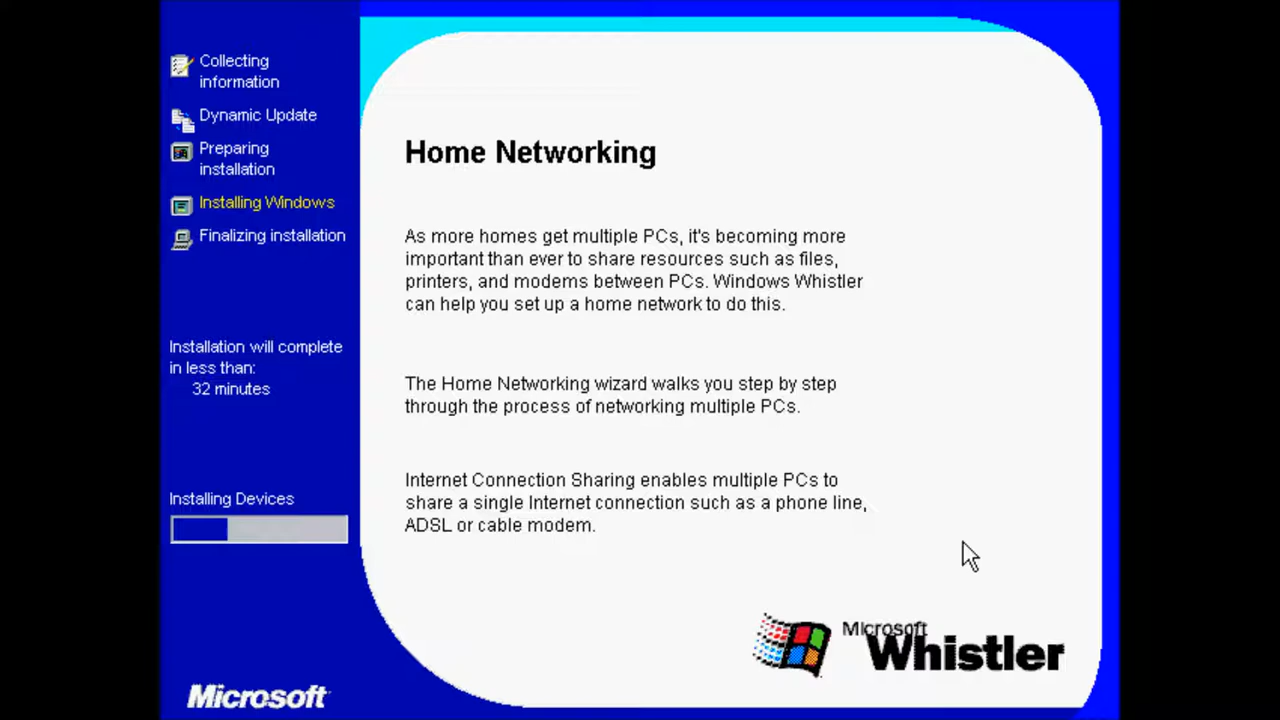 Collecting
information
Dynamic Update
Preparing
installation
Installing Windows
Finalizing installation
Installation will complete
in less than:
32 minutes
Installing Devices
Microsoft
Home Networking
As more homes get multiple PCs, it's becoming more
important than ever to share resources such as files,
printers, and modems between PCs. Windows Whistler
can help you set up a home network to do this.
The Home Networking wizard walks you step by step
through the process of networking multiple PCs.
Internet Connection Sharing enables multiple PCs to
share a single Internet connection such as a phone line,
ADSL or cable modem.
Microsoft
Whistler